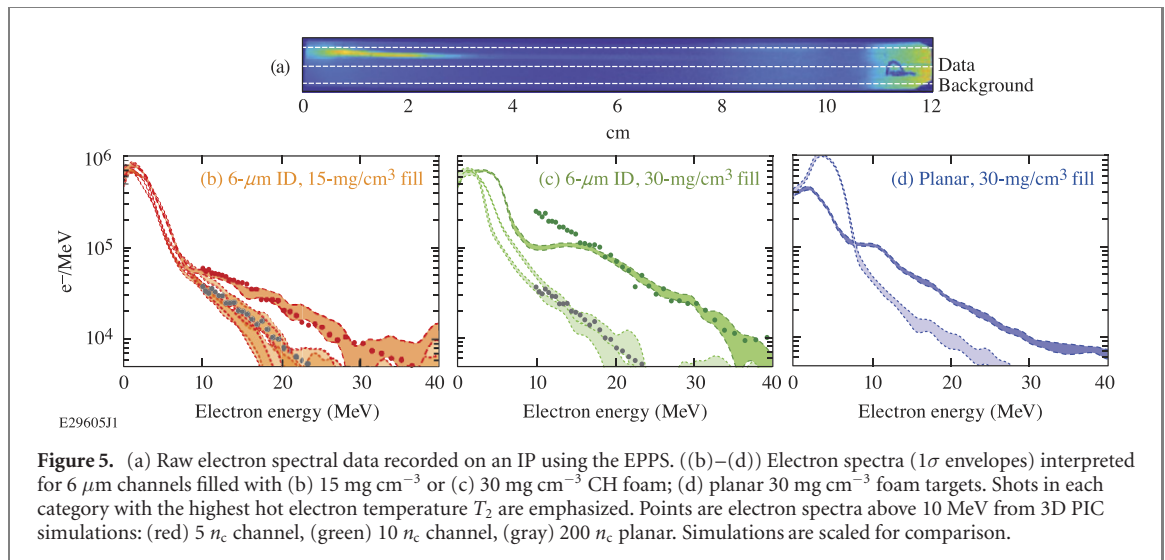 (a)
Data
Background
0 2 4 6 8 10 12
cm
10⁶
10⁵
10⁴
e⁻/MeV
(b) 6-μm ID, 15-mg/cm³ fill
(c) 6-μm ID, 30-mg/cm³ fill
(d) Planar, 30-mg/cm³ fill
0 10 20 30 40
0 10 20 30 40
0 10 20 30 40
Electron energy (MeV)
Electron energy (MeV)
Electron energy (MeV)
E29605J1
Figure 5. (a) Raw electron spectral data recorded on an IP using the EPPS. ((b)–(d)) Electron spectra (1σ envelopes) interpreted
for 6 μm channels filled with (b) 15 mg cm⁻³ or (c) 30 mg cm⁻³ CH foam; (d) planar 30 mg cm⁻³ foam targets. Shots in each
category with the highest hot electron temperature T₂ are emphasized. Points are electron spectra above 10 MeV from 3D PIC
simulations: (red) 5 n_c channel, (green) 10 n_c channel, (gray) 200 n_c planar. Simulations are scaled for comparison.